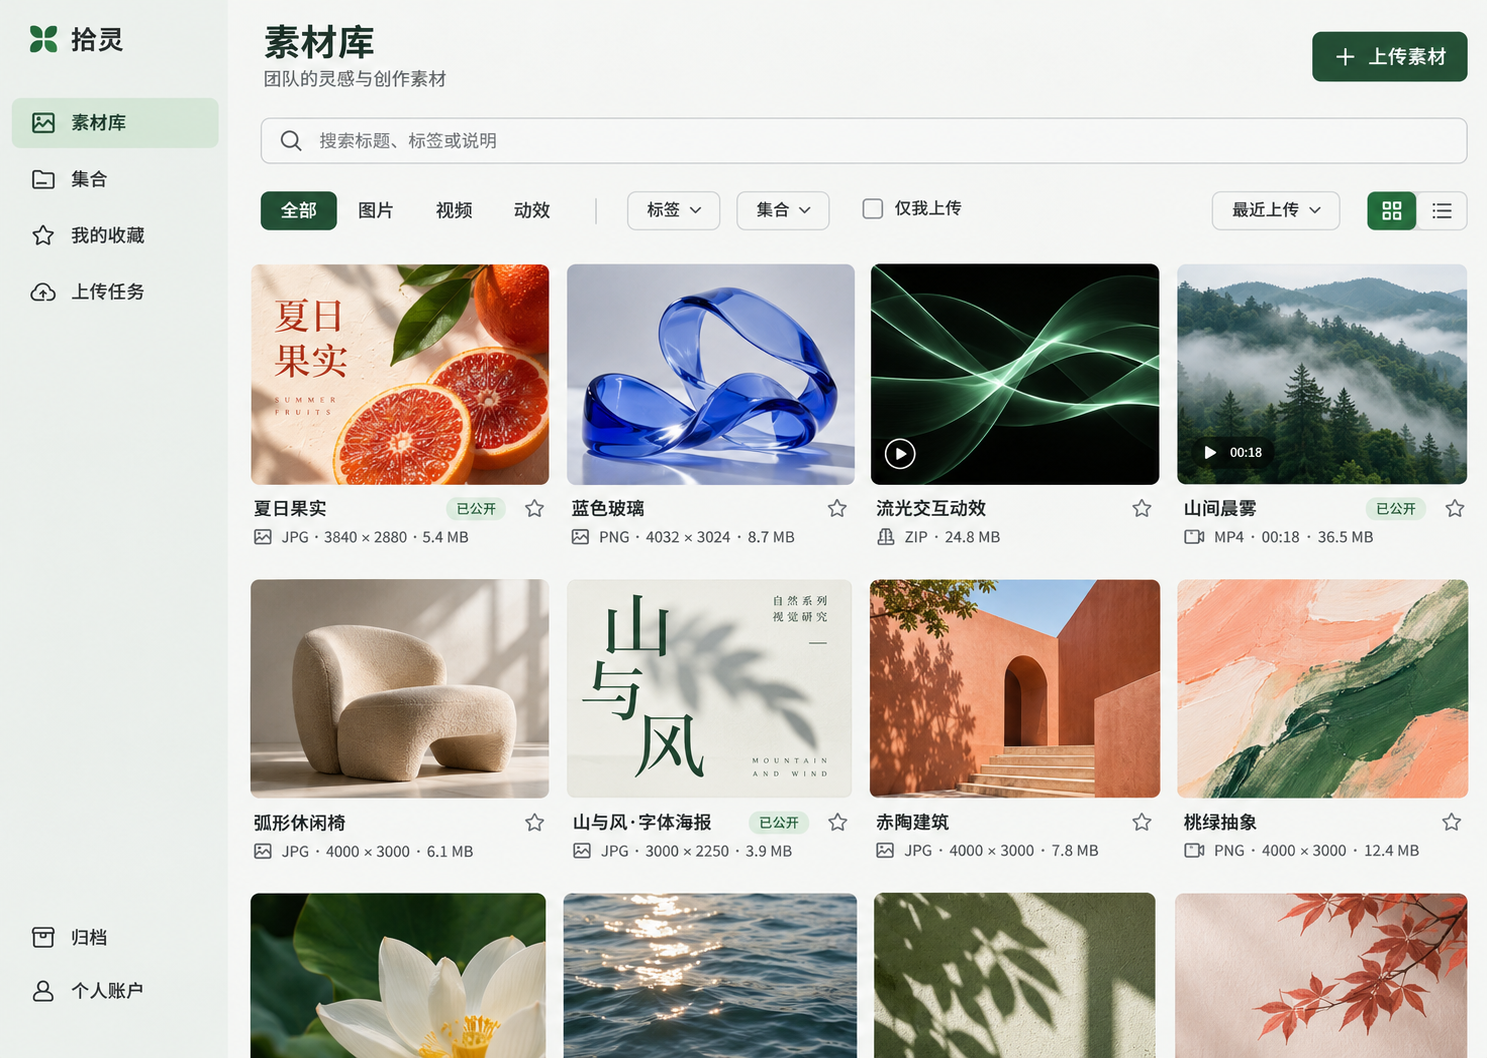 拾灵
素材库
集合
我的收藏
上传任务
归档
个人账户
素材库
团队的灵感与创作素材
上传素材
搜索标题、标签或说明
全部 图片 视频 动效 标签 集合 仅我上传 最近上传
夏日
果实
SUMMER
FRUITS
00:18
夏日果实 已公开
JPG · 3840 × 2880 · 5.4 MB
蓝色玻璃
PNG · 4032 × 3024 · 8.7 MB
流光交互动效
ZIP · 24.8 MB
山间晨雾 已公开
MP4 · 00:18 · 36.5 MB
山
与
风
自然系列
视觉研究
MOUNTAIN
AND WIND
弧形休闲椅
JPG · 4000 × 3000 · 6.1 MB
山与风·字体海报 已公开
JPG · 3000 × 2250 · 3.9 MB
赤陶建筑
JPG · 4000 × 3000 · 7.8 MB
桃绿抽象
PNG · 4000 × 3000 · 12.4 MB